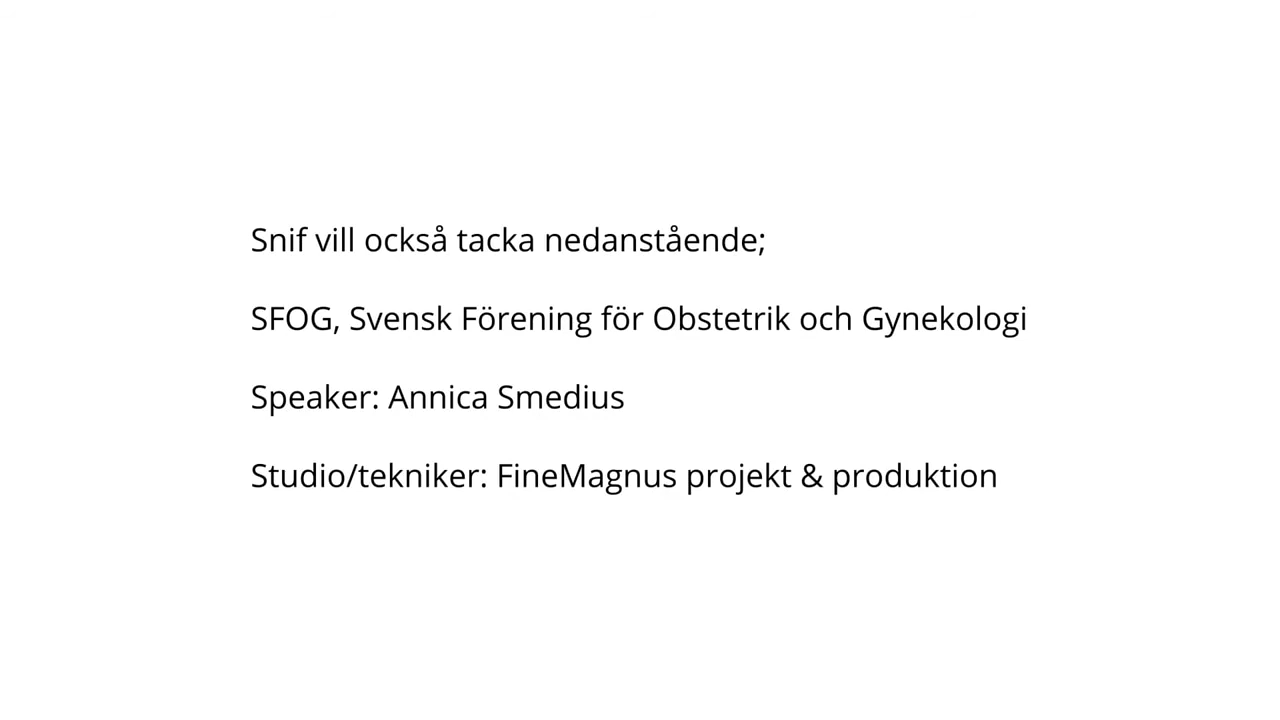 Snif vill också tacka nedanstående;
SFOG, Svensk Förening för Obstetrik och Gynekologi
Speaker: Annica Smedius
Studio/tekniker: FineMagnus projekt & produktion